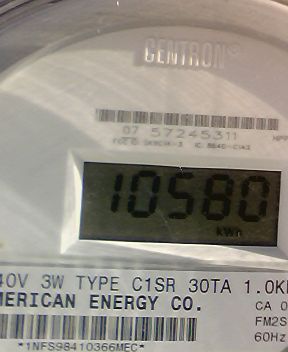 CENTRON®
07 57245311
10580
kWh
40V 3W TYPE C1SR 30TA 1.0K
MERICAN ENERGY CO.
CA 0
FM2S
60Hz
*1NFS98410366MEC*